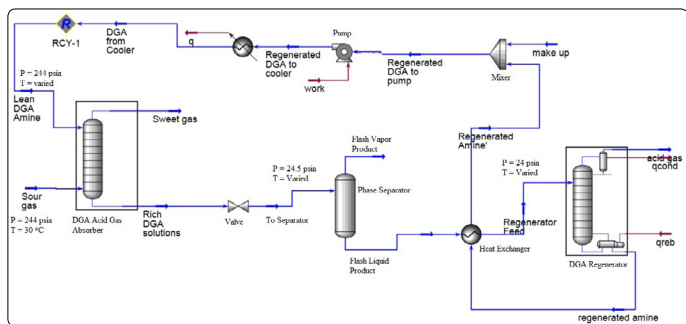 R
RCY-1
DGA
from
Cooler
q
Regenerated
DGA to
cooler
Pump
work
Regenerated
DGA to
pump
Mixer
make up
P = 244 psia
T = varied
Lean
DGA
Amine
Sweet gas
Sour
gas
P = 244 psia
T = 30 °C
DGA Acid Gas
Absorber
Rich
DGA
solutions
Valve
P = 24.5 psia
T = Varied
To Separator
Flash Vapor
Product
Phase Separator
Flash Liquid
Product
Regenerated
Amine'
Heat Exchanger
P = 24 psia
T = Varied
Regenerator
Feed
acid gas
qcond
qreb
DGA Regenerator
regenerated amine